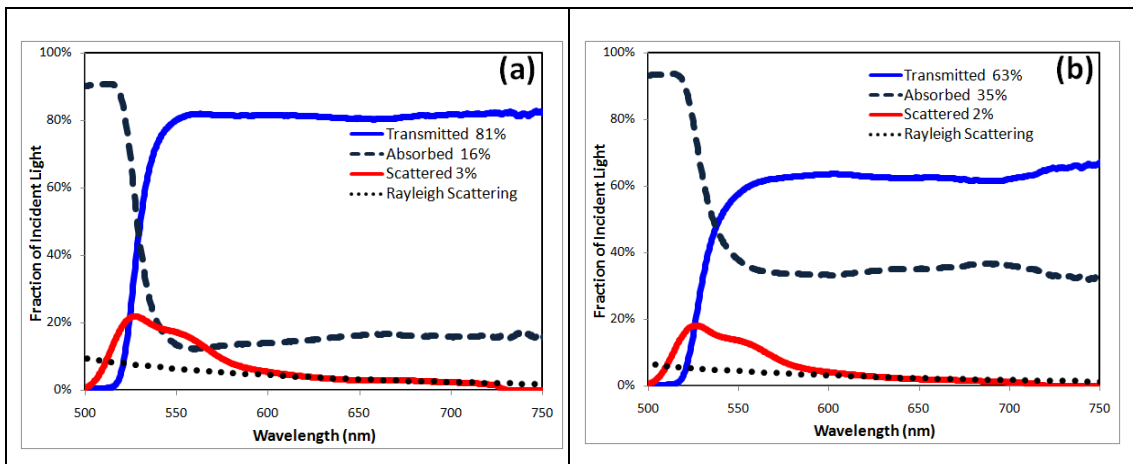 (a)
100%
80%
60%
40%
20%
0%
Fraction of Incident Light
Transmitted 81%
Absorbed 16%
Scattered 3%
Rayleigh Scattering
500 550 600 650 700 750
Wavelength (nm)
(b)
100%
80%
60%
40%
20%
0%
Fraction of Incident Light
Transmitted 63%
Absorbed 35%
Scattered 2%
Rayleigh Scattering
500 550 600 650 700 750
Wavelength (nm)